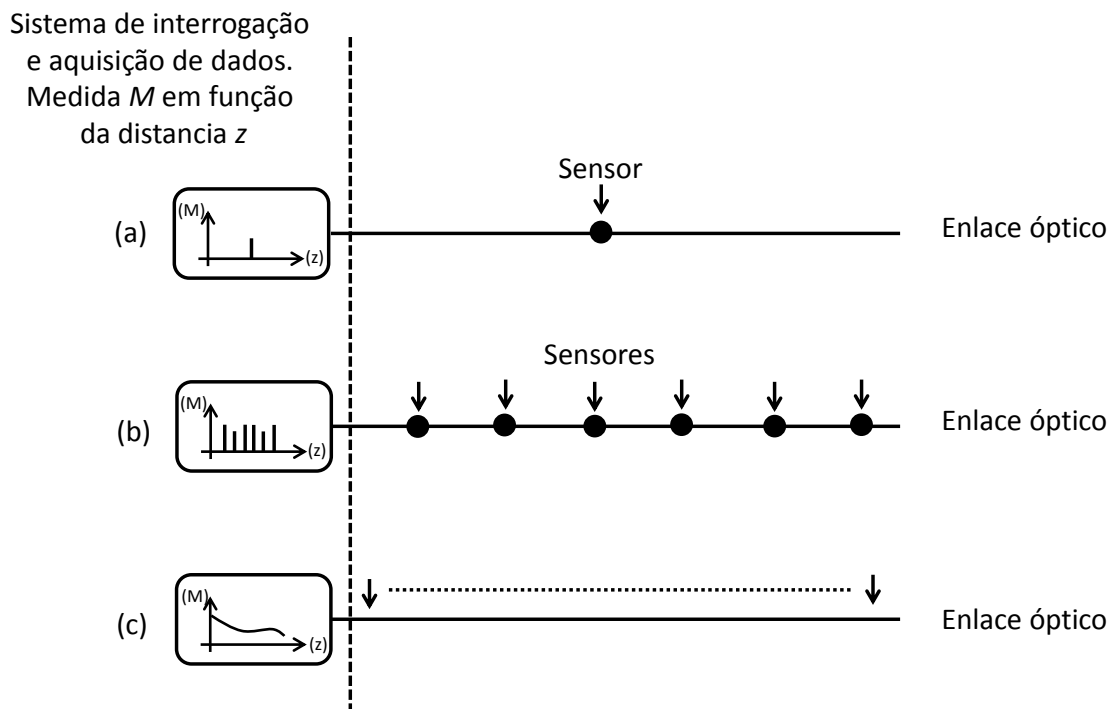 Sistema de interrogação
e aquisição de dados.
Medida M em função
da distancia z
Sensor
(a)
(M)
(z)
Enlace óptico
Sensores
(b)
(M)
(z)
Enlace óptico
(c)
(M)
(z)
Enlace óptico